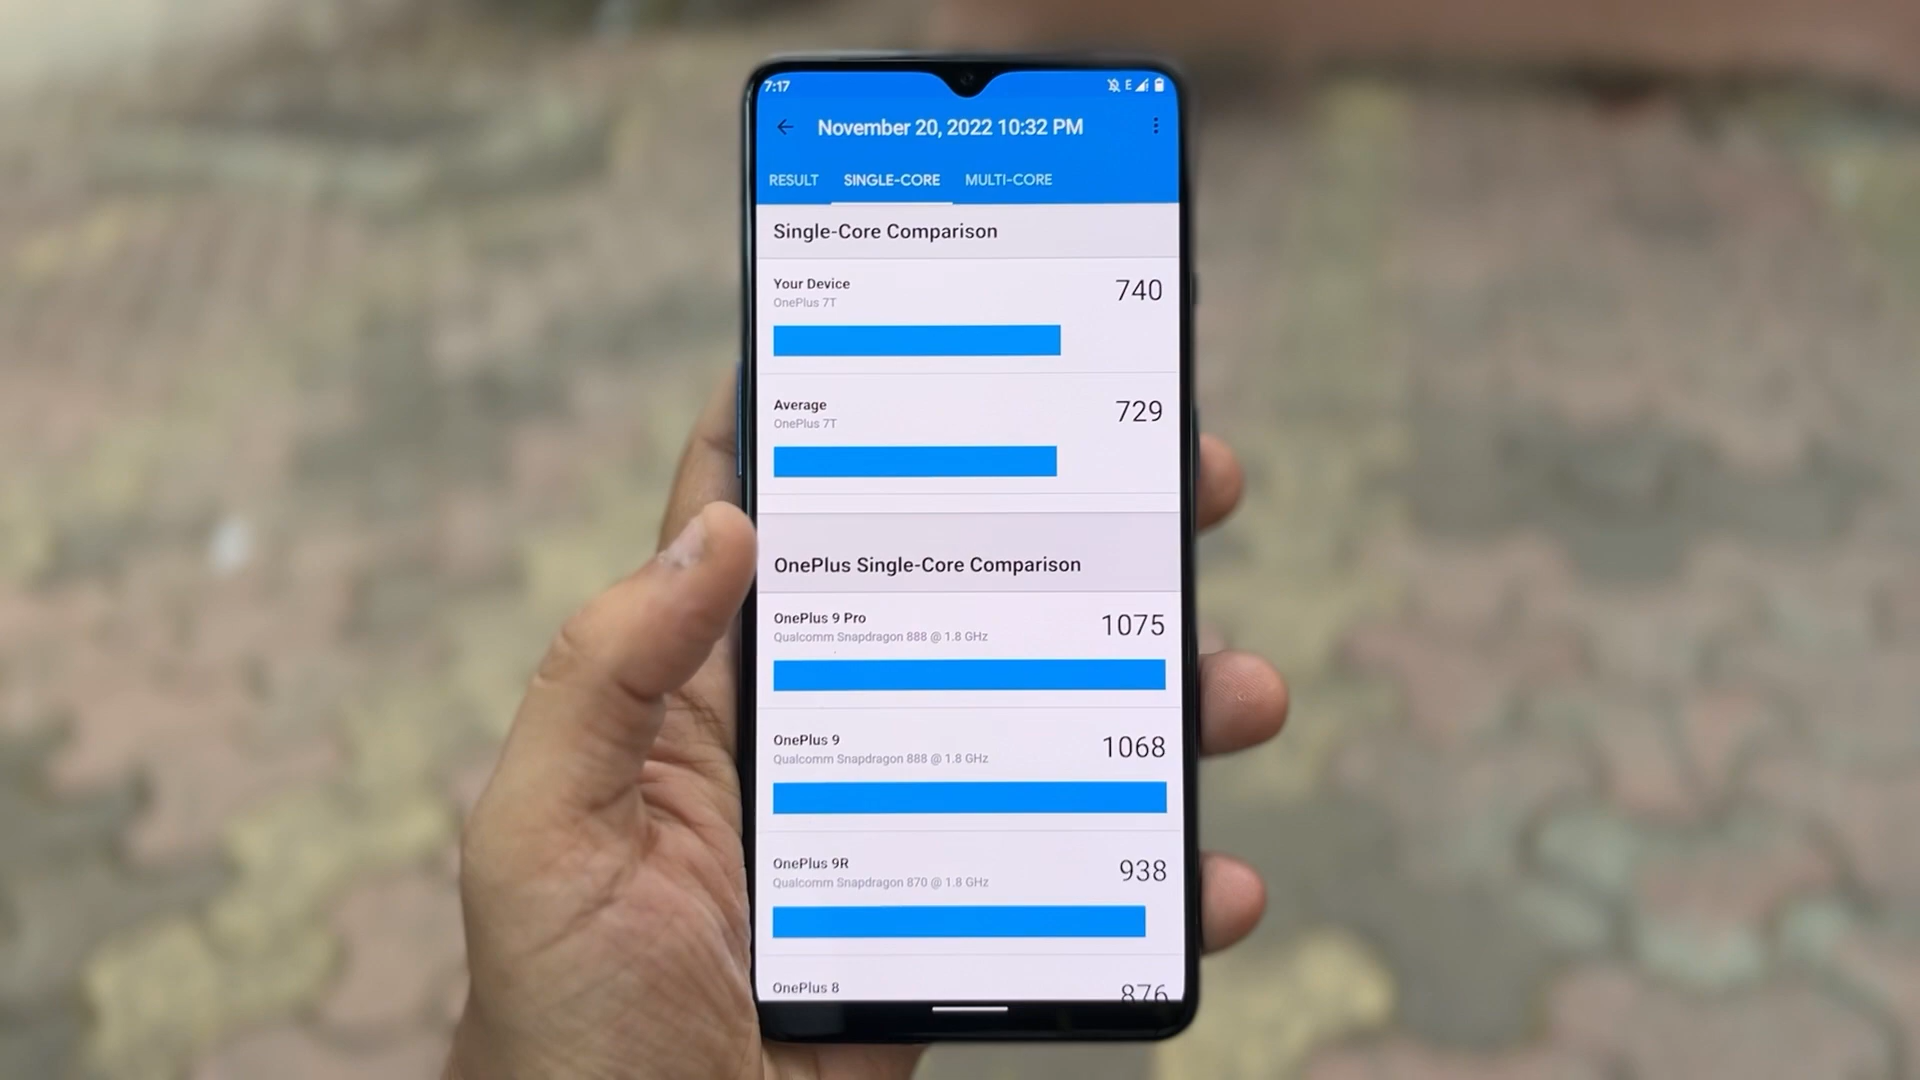 7:17
E
November 20, 2022 10:32 PM
RESULT SINGLE-CORE MULTI-CORE
Single-Core Comparison
Your Device 740
OnePlus 7T
Average 729
OnePlus 7T
OnePlus Single-Core Comparison
OnePlus 9 Pro 1075
Qualcomm Snapdragon 888 @ 1.8 GHz
OnePlus 9 1068
Qualcomm Snapdragon 888 @ 1.8 GHz
OnePlus 9R 938
Qualcomm Snapdragon 870 @ 1.8 GHz
OnePlus 8 876